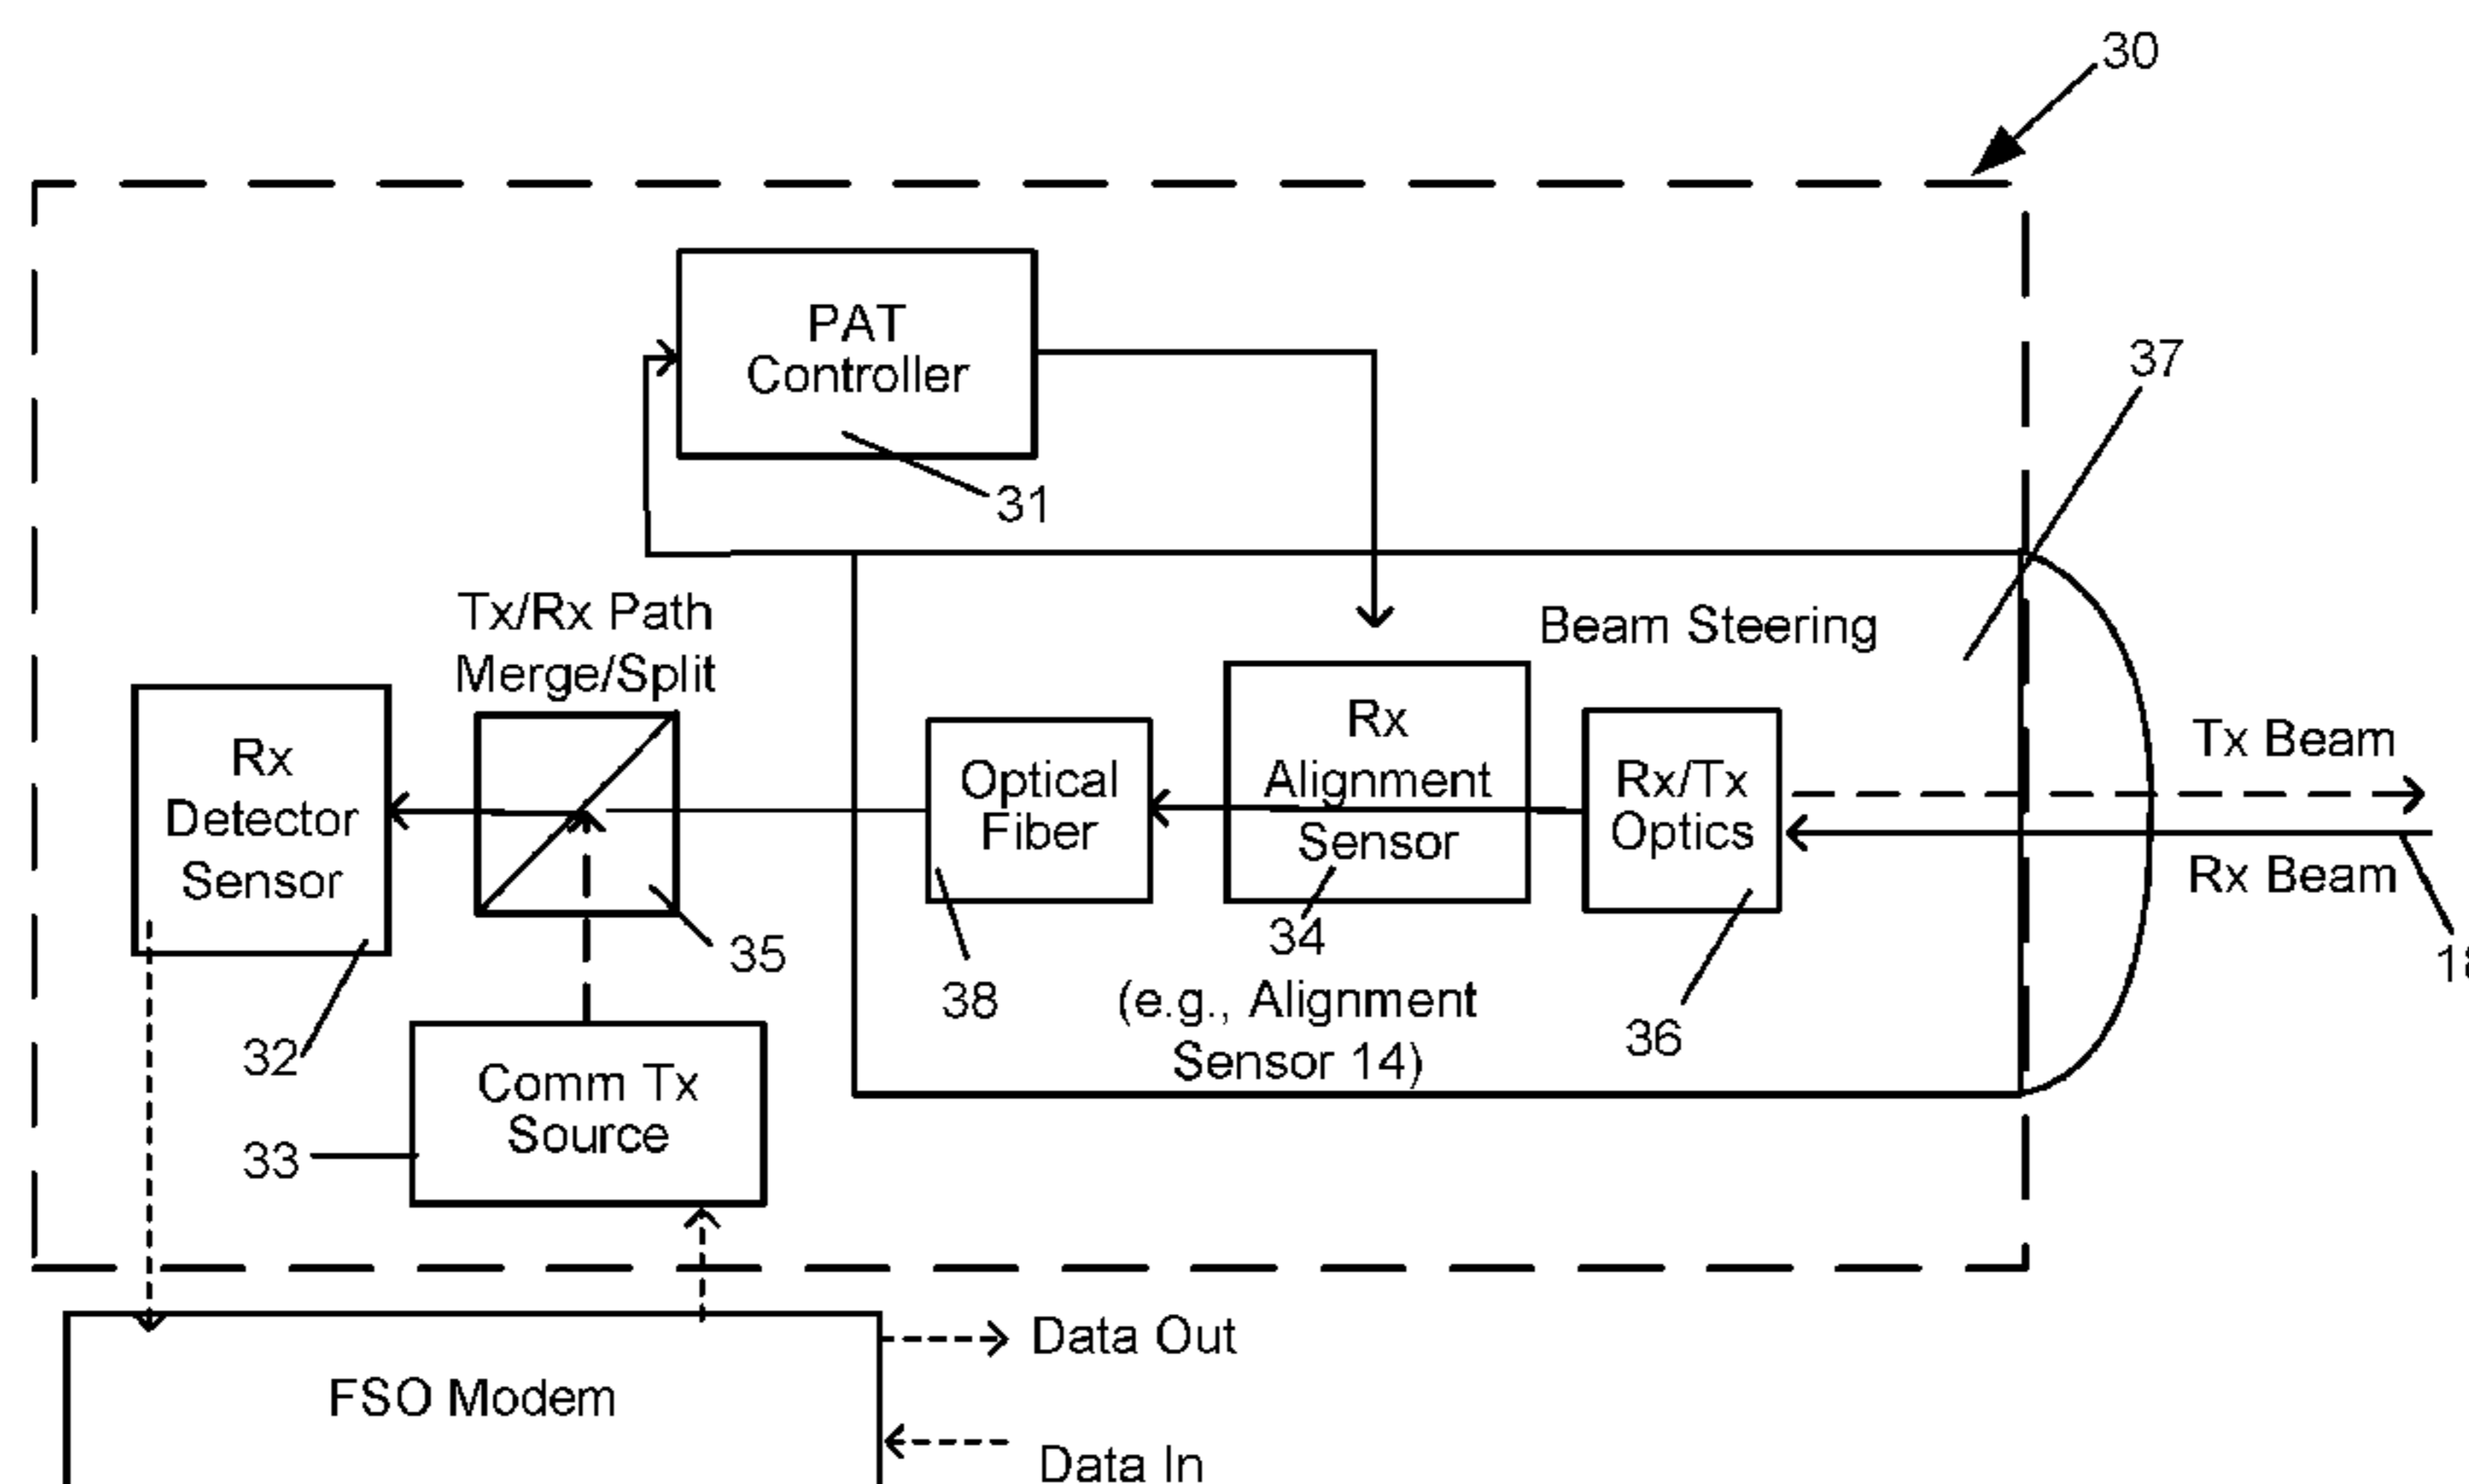 30
PAT
Controller
31
37
Tx/Rx Path
Merge/Split
Beam Steering
Rx
Detector
Sensor
Optical
Fiber
Rx
Alignment
Sensor
Rx/Tx
Optics
Tx Beam
Rx Beam
34
35
38
(e.g., Alignment
Sensor 14)
36
32
Comm Tx
Source
33
FSO Modem
Data Out
Data In